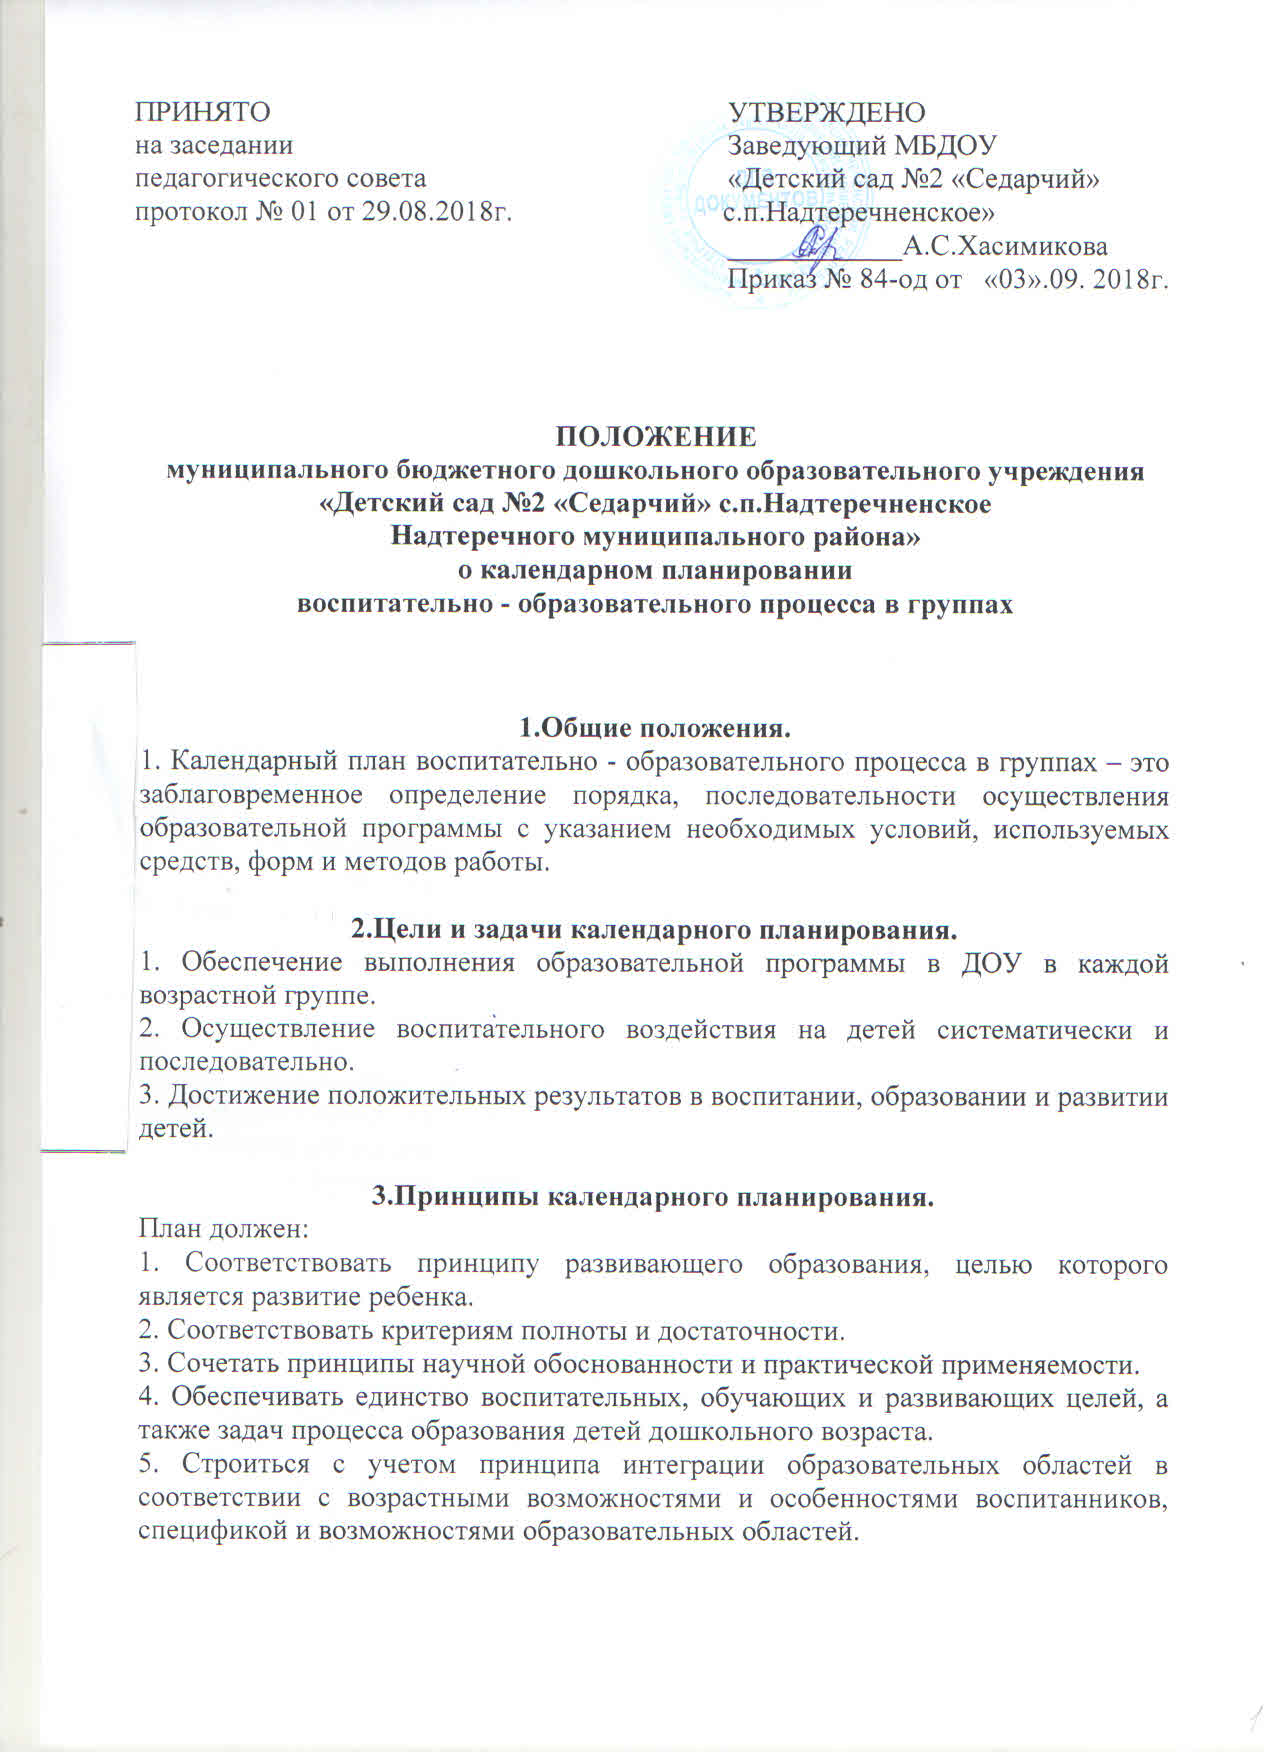 ПРИНЯТО
на заседании
педагогического совета
протокол № 01 от 29.08.2018г.
УТВЕРЖДЕНО
Заведующий МБДОУ
«Детский сад №2 «Седарчий»
с.п.Надтеречненское»
____________А.С.Хасимикова
Приказ № 84-од от «03».09. 2018г.
ДОКУМЕНТОВ
ПОЛОЖЕНИЕ
муниципального бюджетного дошкольного образовательного учреждения
«Детский сад №2 «Седарчий» с.п.Надтеречненское
Надтеречного муниципального района»
о календарном планировании
воспитательно - образовательного процесса в группах
1.Общие положения.
1. Календарный план воспитательно - образовательного процесса в группах – это
заблаговременное определение порядка, последовательности осуществления
образовательной программы с указанием необходимых условий, используемых
средств, форм и методов работы.
2.Цели и задачи календарного планирования.
1. Обеспечение выполнения образовательной программы в ДОУ в каждой
возрастной группе.
2. Осуществление воспитательного воздействия на детей систематически и
последовательно.
3. Достижение положительных результатов в воспитании, образовании и развитии
детей.
3.Принципы календарного планирования.
План должен:
1. Соответствовать принципу развивающего образования, целью которого
является развитие ребенка.
2. Соответствовать критериям полноты и достаточности.
3. Сочетать принципы научной обоснованности и практической применяемости.
4. Обеспечивать единство воспитательных, обучающих и развивающих целей, а
также задач процесса образования детей дошкольного возраста.
5. Строиться с учетом принципа интеграции образовательных областей в
соответствии с возрастными возможностями и особенностями воспитанников,
спецификой и возможностями образовательных областей.
1